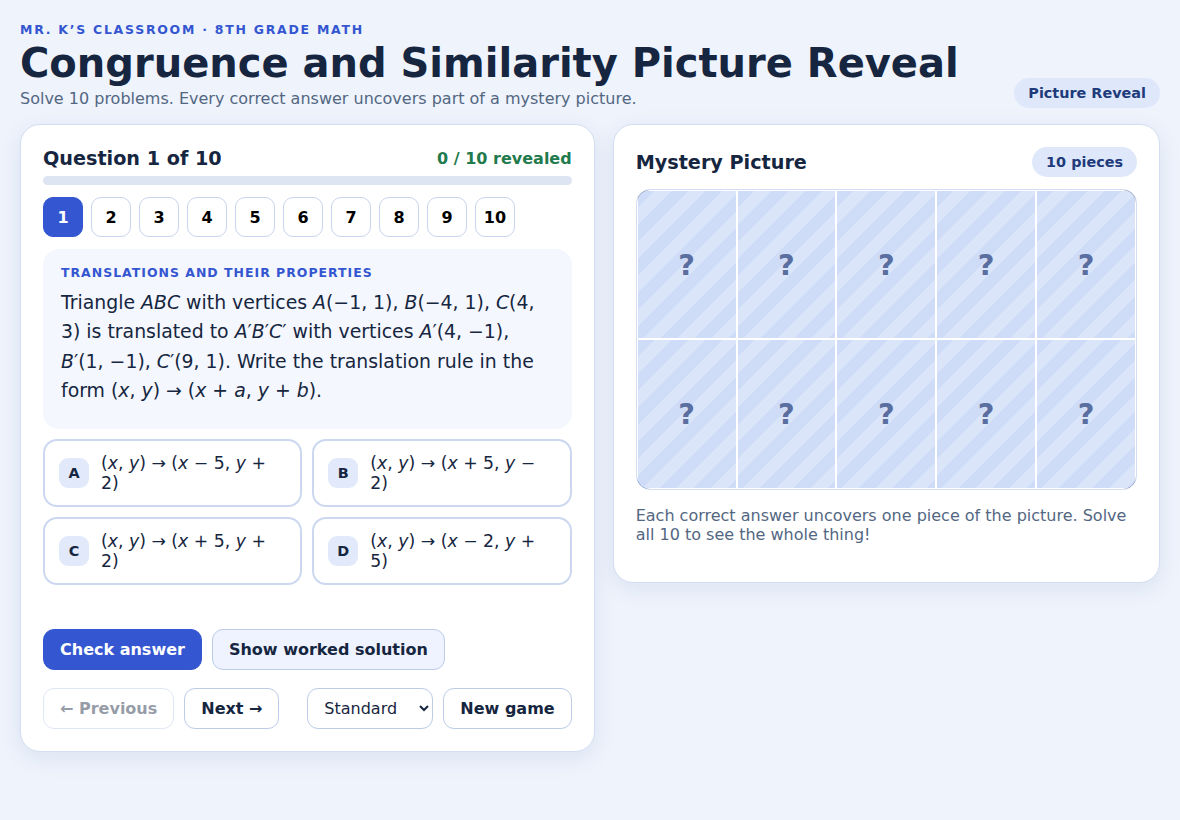 MR. K’S CLASSROOM · 8TH GRADE MATH
Congruence and Similarity Picture Reveal
Solve 10 problems. Every correct answer uncovers part of a mystery picture.
Picture Reveal
Question 1 of 10
0 / 10 revealed
1 2 3 4 5 6 7 8 9 10
TRANSLATIONS AND THEIR PROPERTIES
Triangle ABC with vertices A(−1, 1), B(−4, 1), C(4,
3) is translated to A′B′C′ with vertices A′(4, −1),
B′(1, −1), C′(9, 1). Write the translation rule in the
form (x, y) → (x + a, y + b).
A
(x, y) → (x − 5, y +
2)
B
(x, y) → (x + 5, y −
2)
C
(x, y) → (x + 5, y +
2)
D
(x, y) → (x − 2, y +
5)
Check answer
Show worked solution
← Previous
Next →
Standard
New game
Mystery Picture
10 pieces
? ? ? ? ?
? ? ? ? ?
Each correct answer uncovers one piece of the picture. Solve
all 10 to see the whole thing!